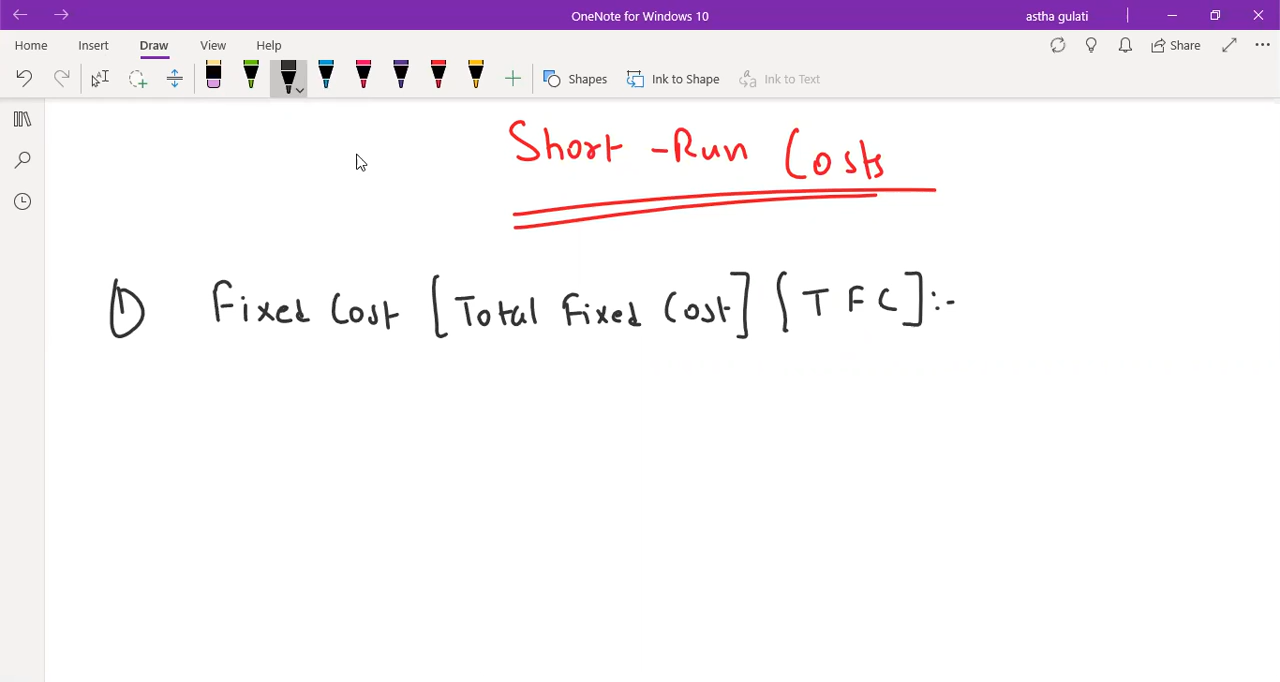 OneNote for Windows 10
astha gulati
Home Insert Draw View Help
Share
Shapes Ink to Shape Ink to Text
Short-Run Costs
① Fixed Cost [Total Fixed Cost] [T F C]:-